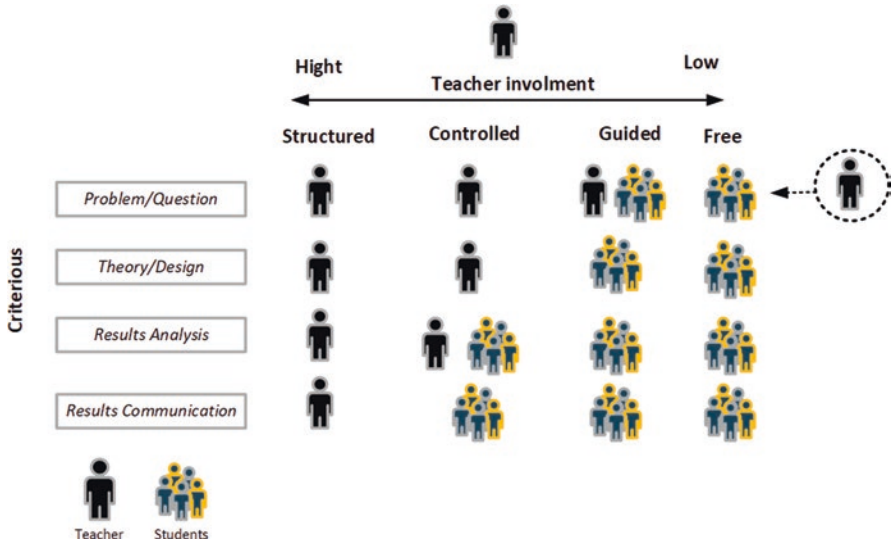 Hight
Low
Teacher involment
Structured
Controlled
Guided
Free
Criterious
Problem/Question
Theory/Design
Results Analysis
Results Communication
Teacher
Students